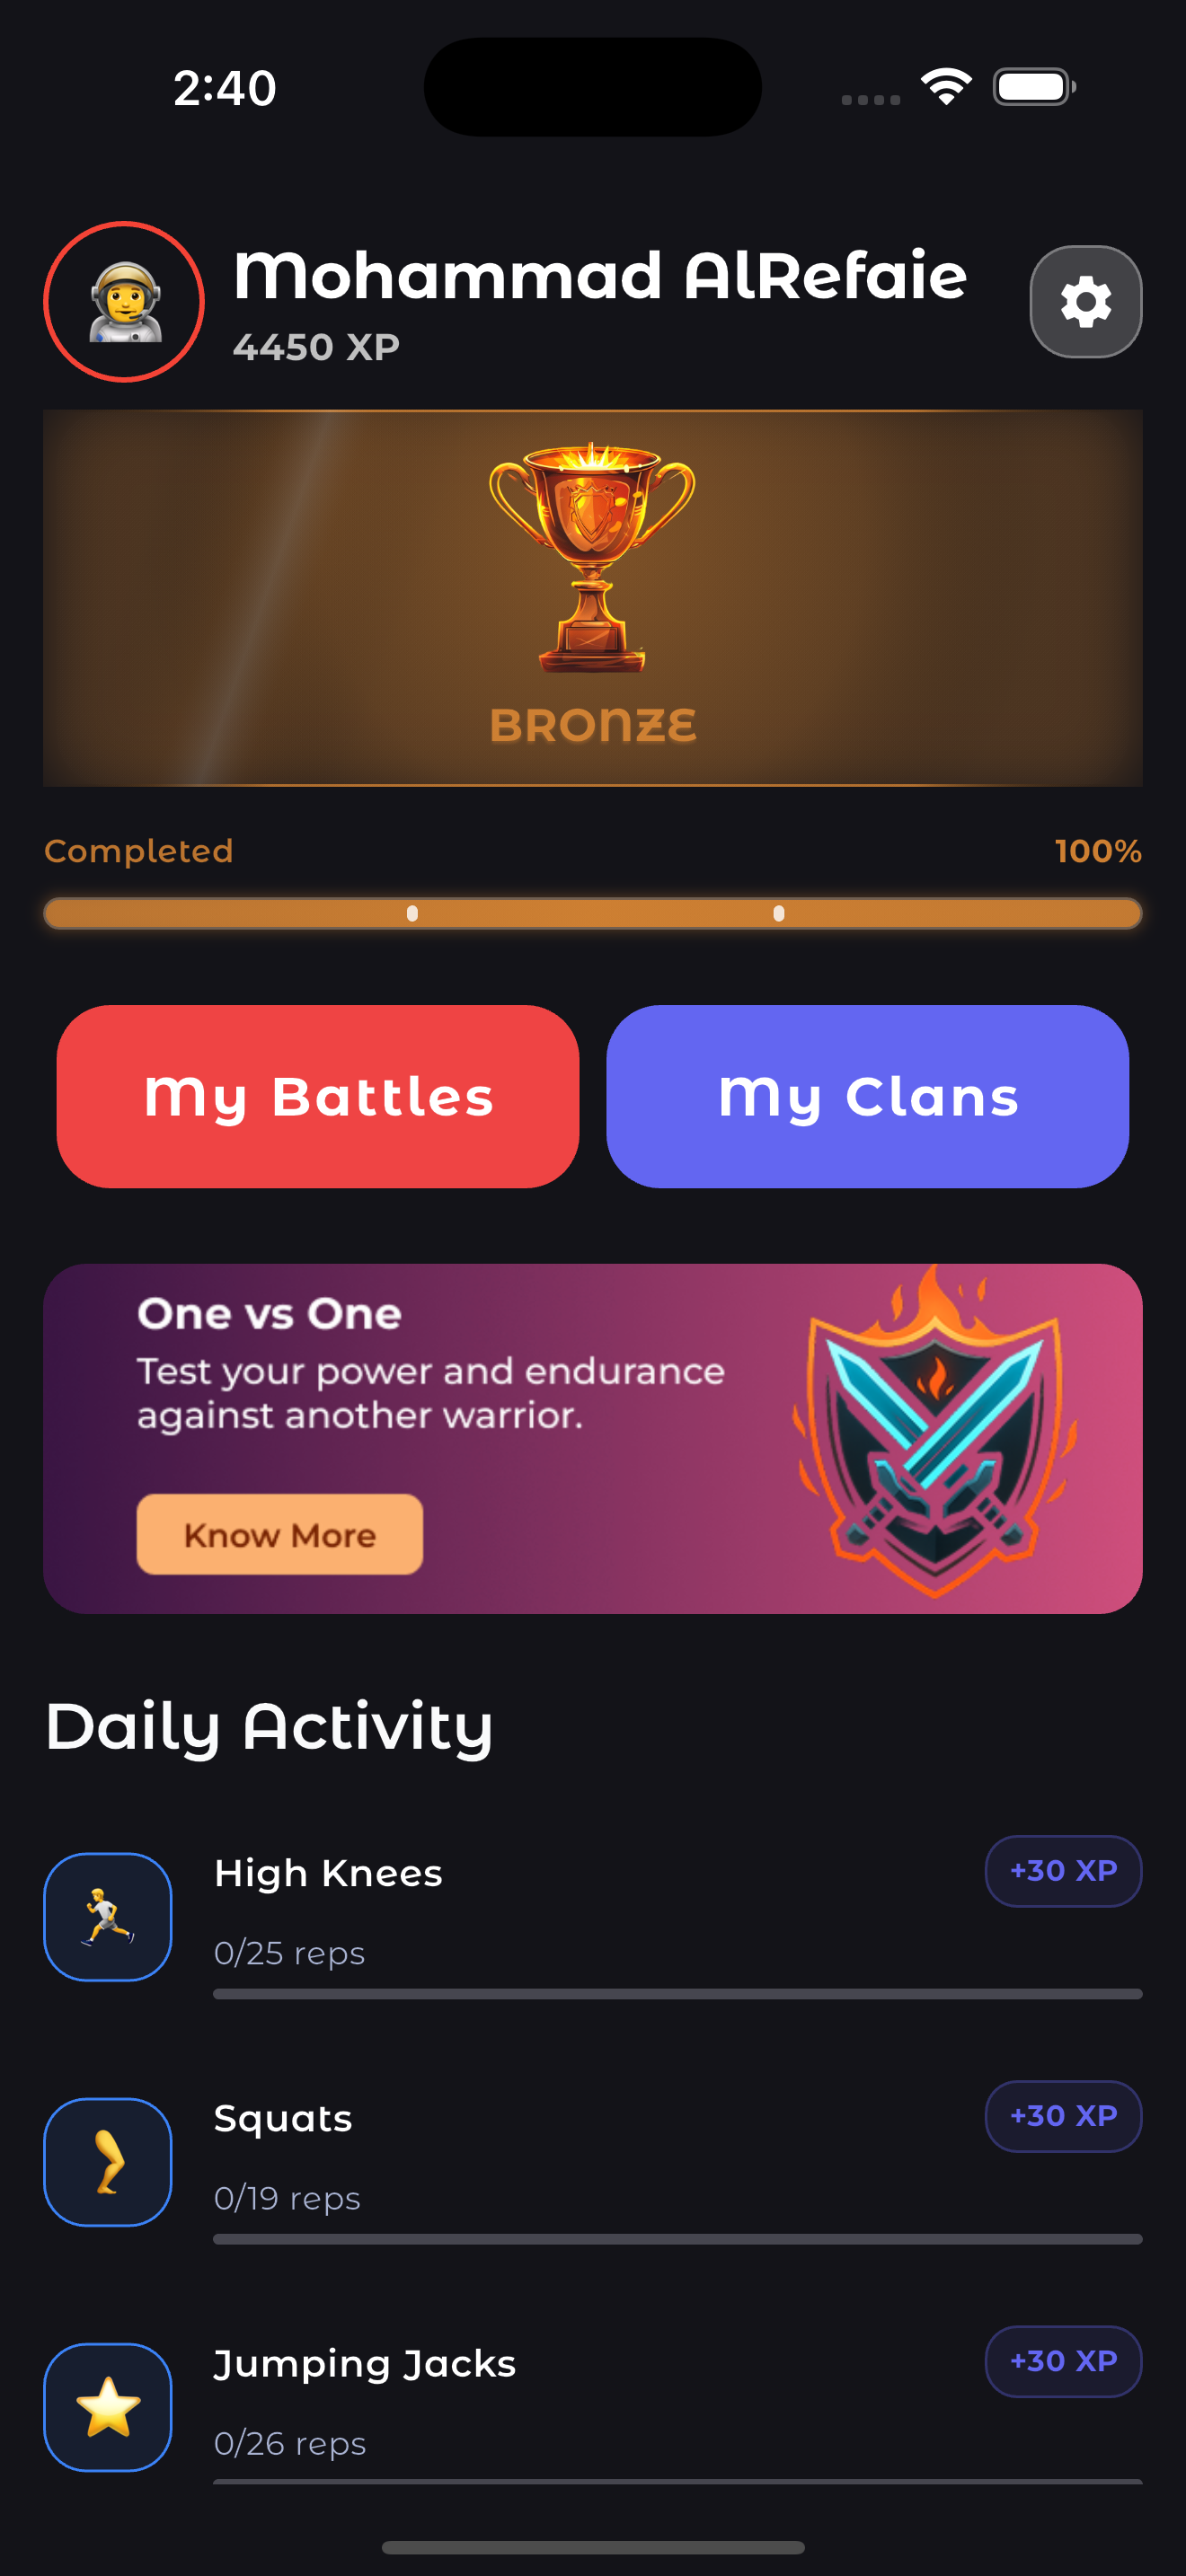 2:40
Mohammad AlRefaie
4450 XP
BRONZE
Completed
100%
My Battles
My Clans
One vs One
Test your power and endurance
against another warrior.
Know More
Daily Activity
High Knees
+30 XP
0/25 reps
Squats
+30 XP
0/19 reps
Jumping Jacks
+30 XP
0/26 reps